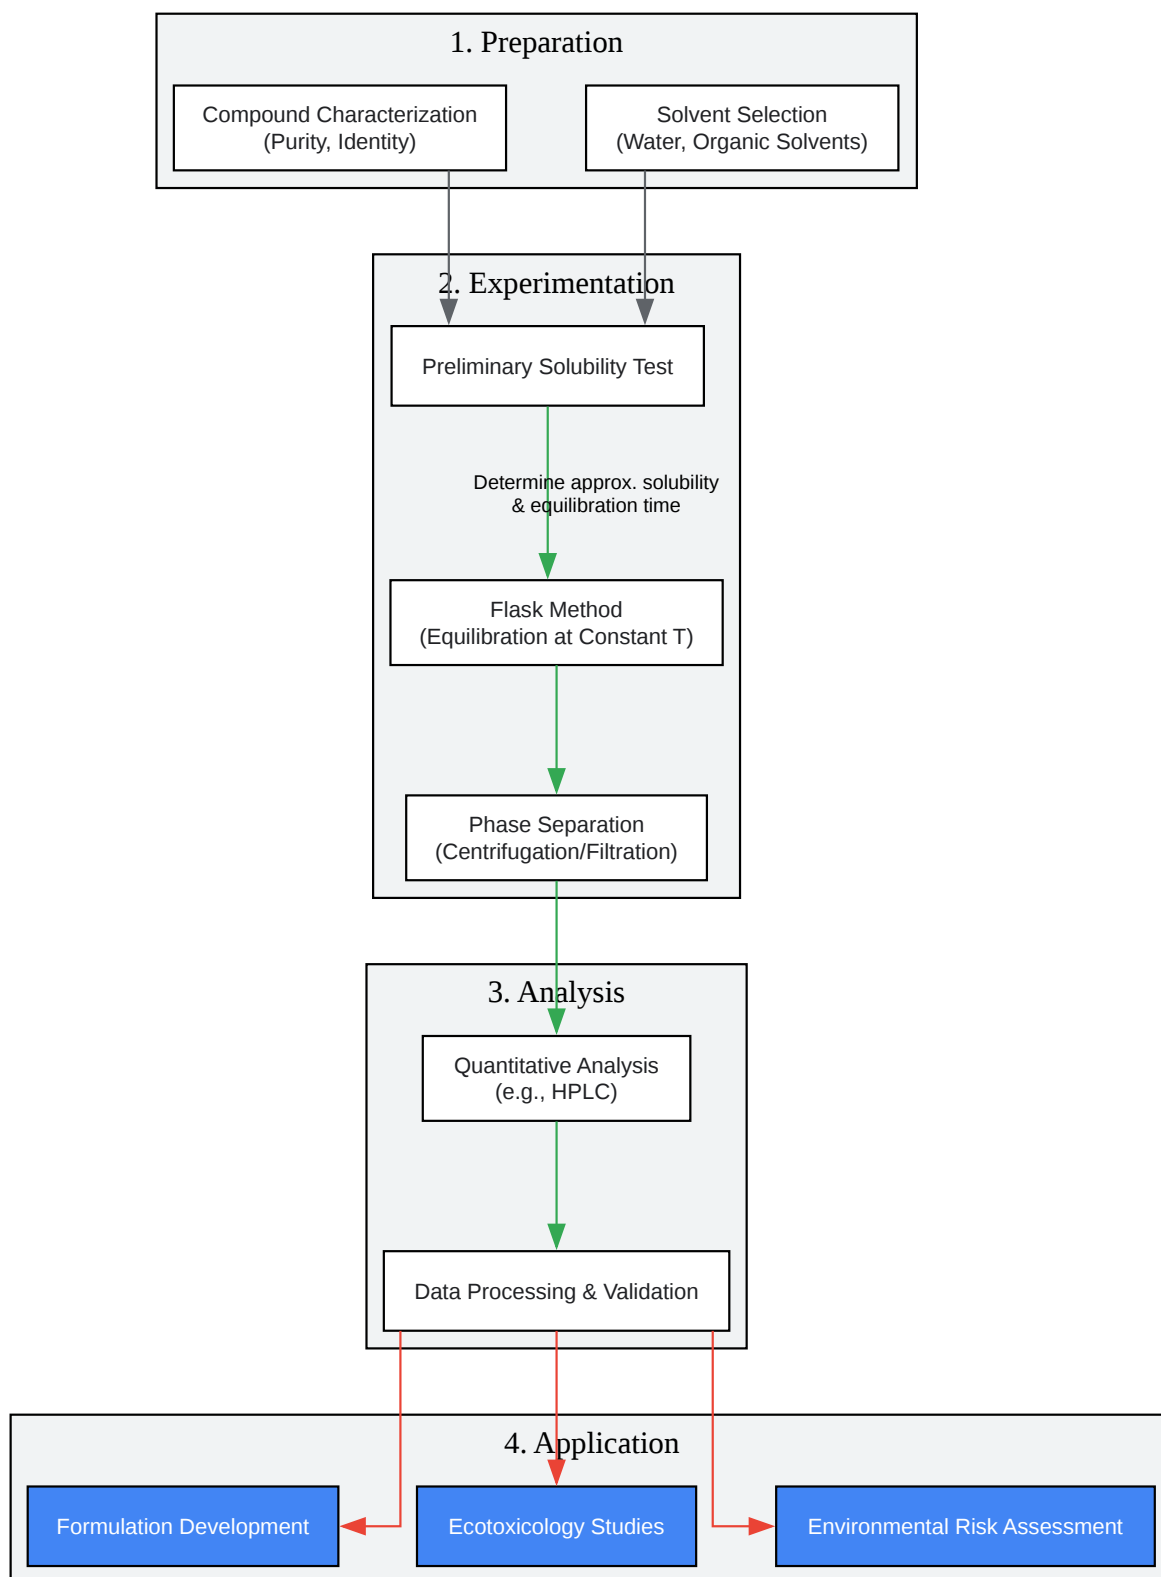 1. Preparation
Compound Characterization
(Purity, Identity)
Solvent Selection
(Water, Organic Solvents)
2. Experimentation
Preliminary Solubility Test
Determine approx. solubility
& equilibration time
Flask Method
(Equilibration at Constant T)
Phase Separation
(Centrifugation/Filtration)
3. Analysis
Quantitative Analysis
(e.g., HPLC)
Data Processing & Validation
4. Application
Formulation Development
Ecotoxicology Studies
Environmental Risk Assessment